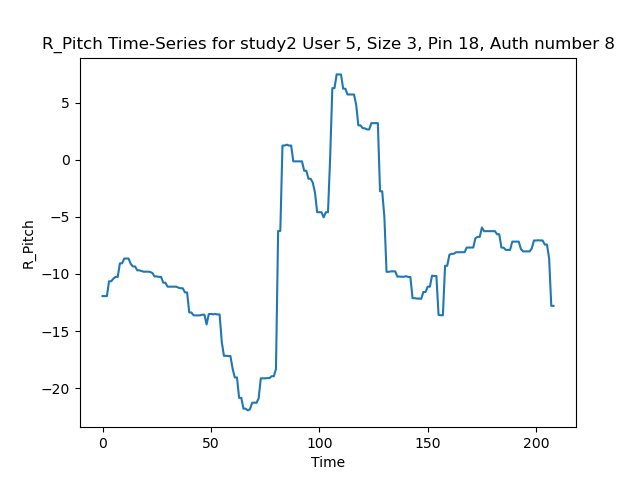 R_Pitch Time-Series for study2 User 5, Size 3, Pin 18, Auth number 8
5
0
−5
−10
−15
−20
R_Pitch
0 50 100 150 200
Time